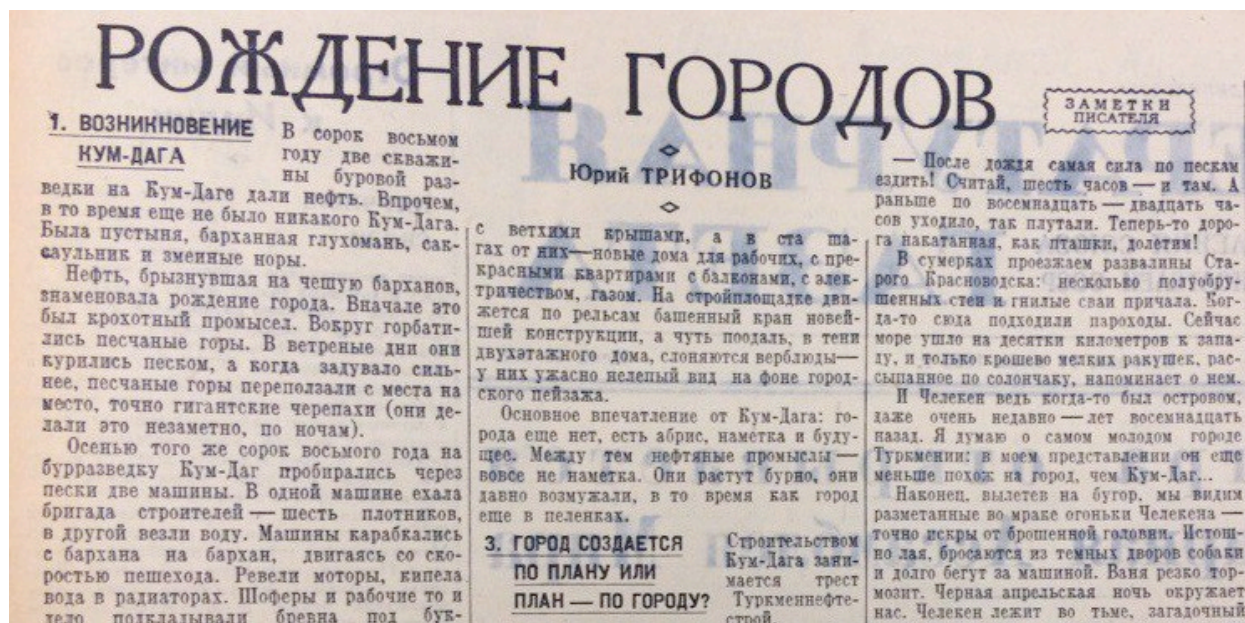 РОЖДЕНИЕ ГОРОДОВ
ЗАМЕТКИ
ПИСАТЕЛЯ
Юрий ТРИФОНОВ
1. ВОЗНИКНОВЕНИЕ
КУМ-ДАГА
В сорок восьмом
году две скважи-
ны буровой раз-
ведки на Кум-Даге дали нефть. Впрочем,
в то время еще не было никакого Кум-Дага.
Была пустыня, барханная глухомань, сак-
саульник и змеиные норы.
Нефть, брызнувшая на чешую барханов,
знаменовала рождение города. Вначале это
был крохотный промысел. Вокруг горбати-
лись песчаные горы. В ветреные дни они
курились песком, а когда задувало силь-
нее, песчаные горы переползали с места на
место, точно гигантские черепахи (они де-
лали это незаметно, по ночам).
Осенью того же сорок восьмого года на
бурразведку Кум-Даг пробирались через
пески две машины. В одной машине ехала
бригада строителей — шесть плотников,
в другой везли воду. Машины карабкались
с бархана на бархан, двигаясь со ско-
ростью пешехода. Ревели моторы, кипела
вода в радиаторах. Шоферы и рабочие то и
дело подкладывали бревна под бук-
с ветхими крышами, а в ста ша-
гах от них — новые дома для рабочих, с пре-
красными квартирами с балконами, с элек-
тричеством, газом. На стройплощадке дви-
жется по рельсам башенный кран новей-
шей конструкции, а чуть поодаль, в тени
двухэтажного дома, слоняются верблюды —
у них ужасно нелепый вид на фоне город-
ского пейзажа.
Основное впечатление от Кум-Дага: го-
рода еще нет, есть абрис, наметка и буду-
щее. Между тем нефтяные промыслы —
вовсе не наметка. Они растут бурно, они
давно возмужали, в то время как город
еще в пеленках.
3. ГОРОД СОЗДАЕТСЯ
ПО ПЛАНУ ИЛИ
ПЛАН — ПО ГОРОДУ?
Строительством
Кум-Дага зани-
мается трест
Туркменнефте-
строй
— После дождя самая сила по пескам
ездить! Считай, шесть часов — и там. А
раньше по восемнадцать — двадцать ча-
сов уходило, так плутали. Теперь-то доро-
га накатанная, как пташки, долетим!
В сумерках проезжаем развалины Ста-
рого Красноводска: несколько полуобру-
шенных стен и гнилые сваи причала. Ког-
да-то сюда подходили пароходы. Сейчас
море ушло на десятки километров к запа-
ду, и только крошево мелких ракушек, рас-
сыпанное по солончаку, напоминает о нем.
И Челекен ведь когда-то был островом,
даже очень недавно — лет восемнадцать
назад. Я думаю о самом молодом городе
Туркмении: в моем представлении он еще
меньше похож на город, чем Кум-Даг...
Наконец, вылетев на бугор, мы видим
разметанные во мраке огоньки Челекена —
точно искры от брошенной головни. Истош-
но лая, бросаются из темных дворов собаки
и долго бегут за машиной. Ваня резко тор-
мозит. Черная апрельская ночь окружает
нас. Челекен лежит во тьме, загадочный